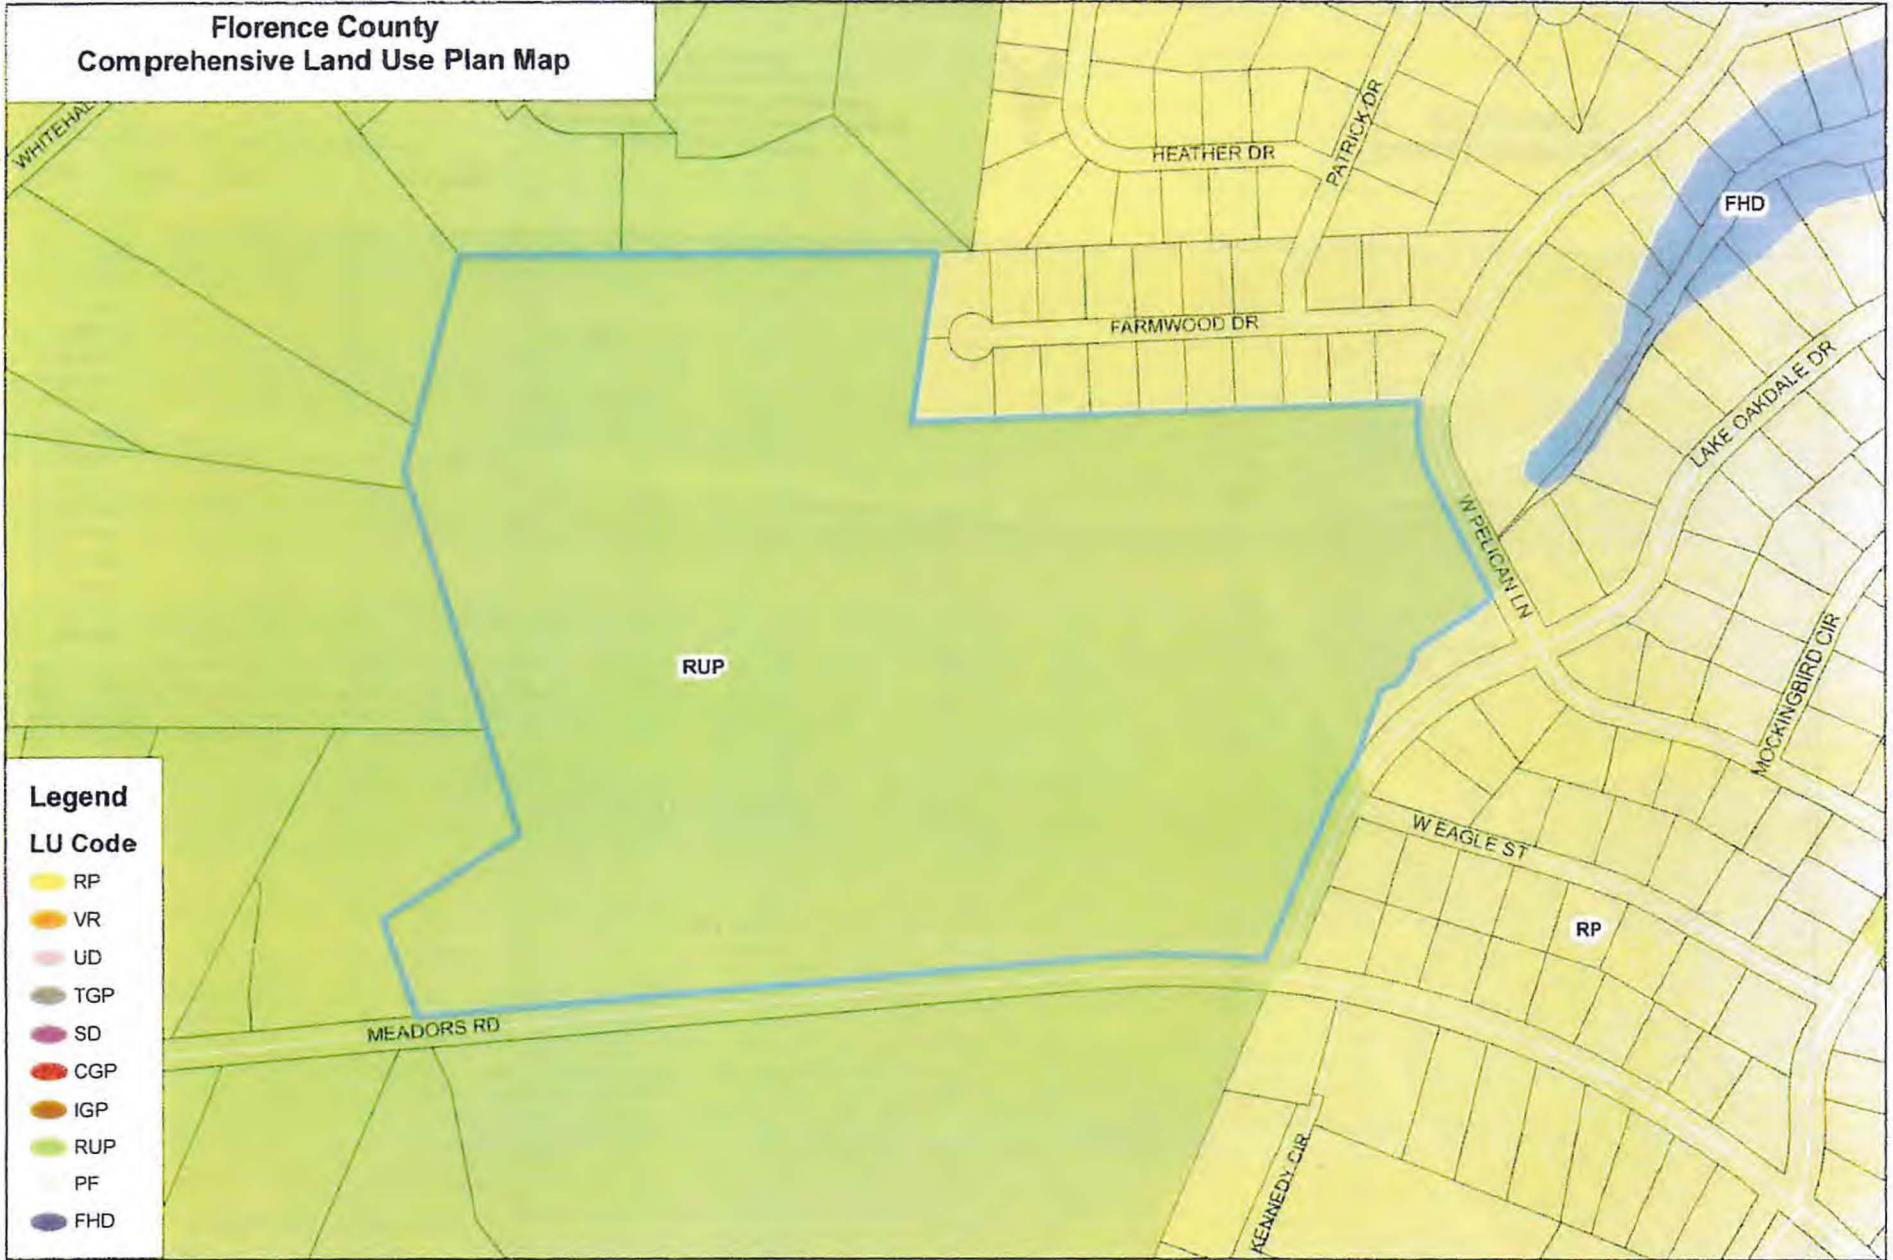 Florence County
Comprehensive Land Use Plan Map
HEATHER DR
PATRICK DR
FHD
FARMWOOD DR
LAKE OAKDALE DR
W PELICAN LN
MOCKINGBIRD CIR
RUP
W EAGLE ST
RP
MEADORS RD
KENNEDY CIR
Legend
LU Code
RP
VR
UD
TGP
SD
CGP
IGP
RUP
PF
FHD